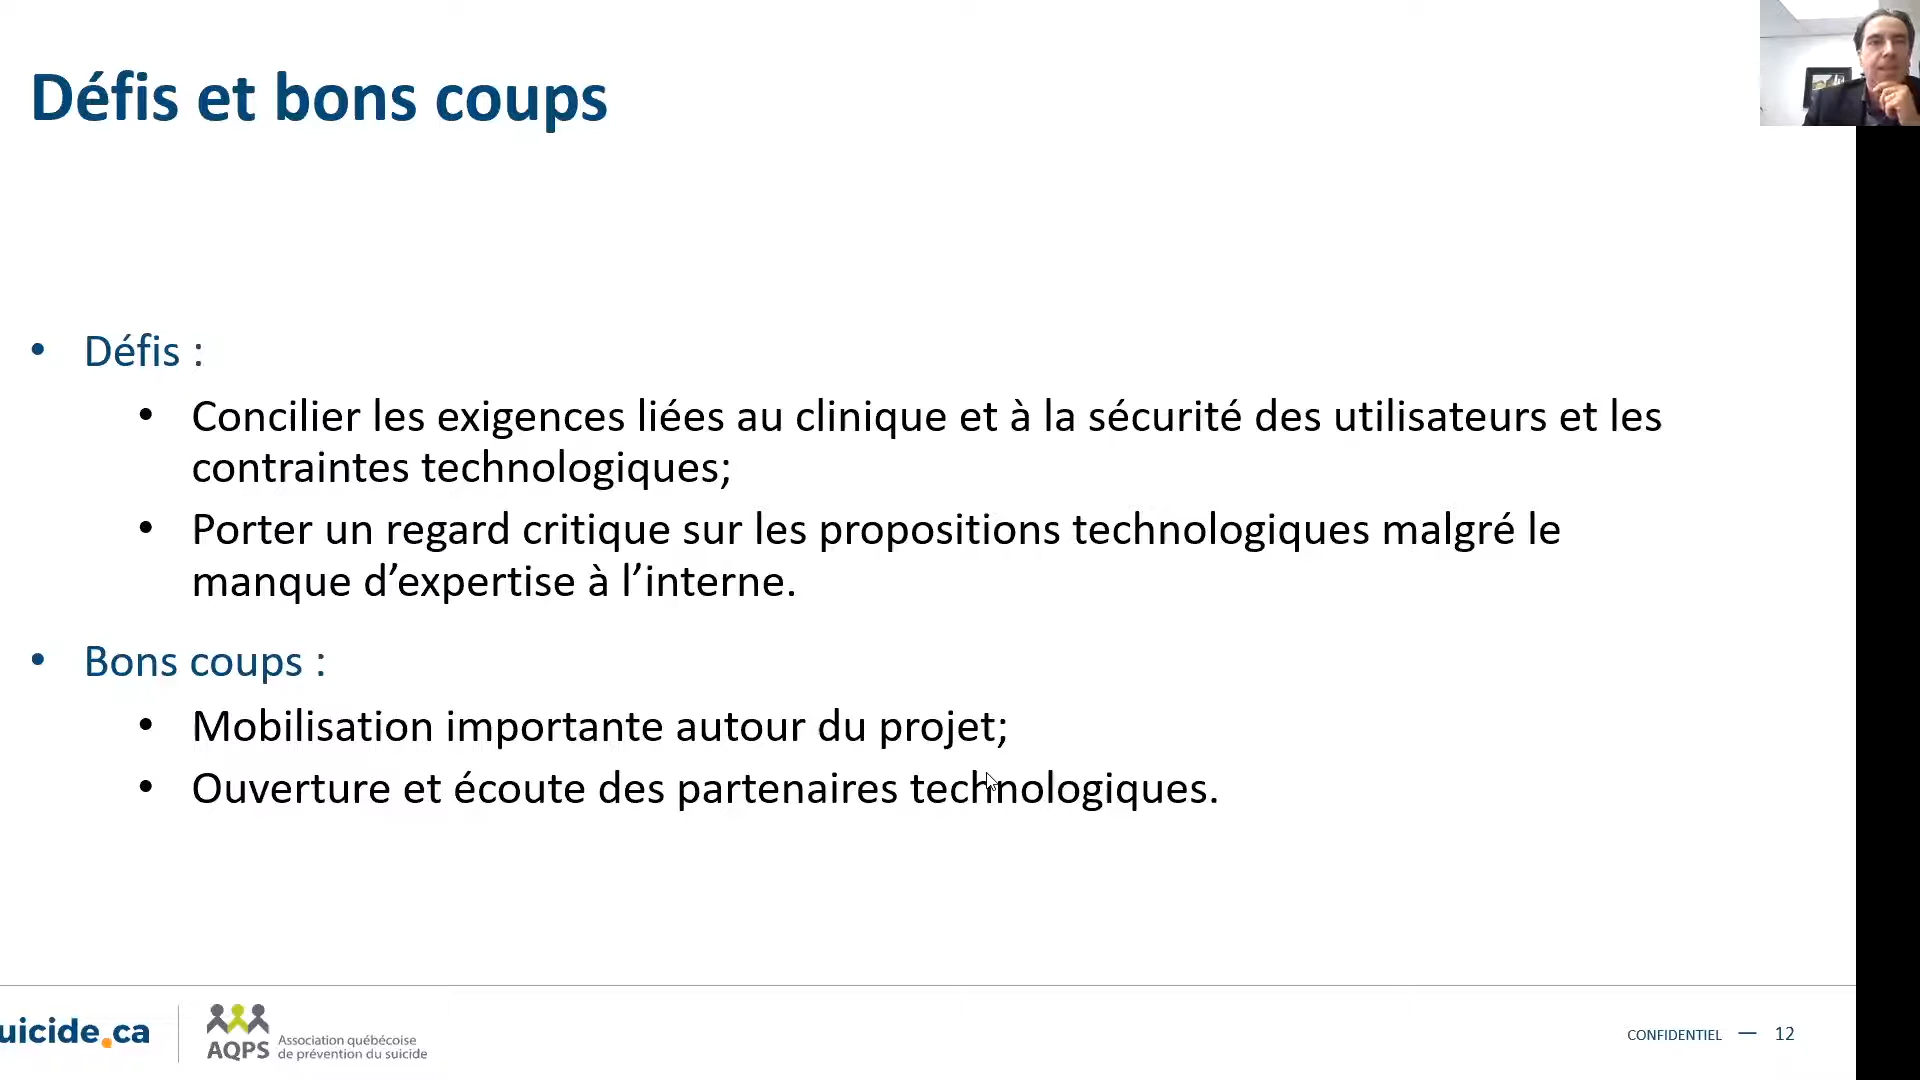 Défis et bons coups
• Défis :
• Concilier les exigences liées au clinique et à la sécurité des utilisateurs et les
contraintes technologiques;
• Porter un regard critique sur les propositions technologiques malgré le
manque d’expertise à l’interne.
• Bons coups :
• Mobilisation importante autour du projet;
• Ouverture et écoute des partenaires technologiques.
uicide.ca
AQPS
Association québécoise
de prévention du suicide
CONFIDENTIEL — 12